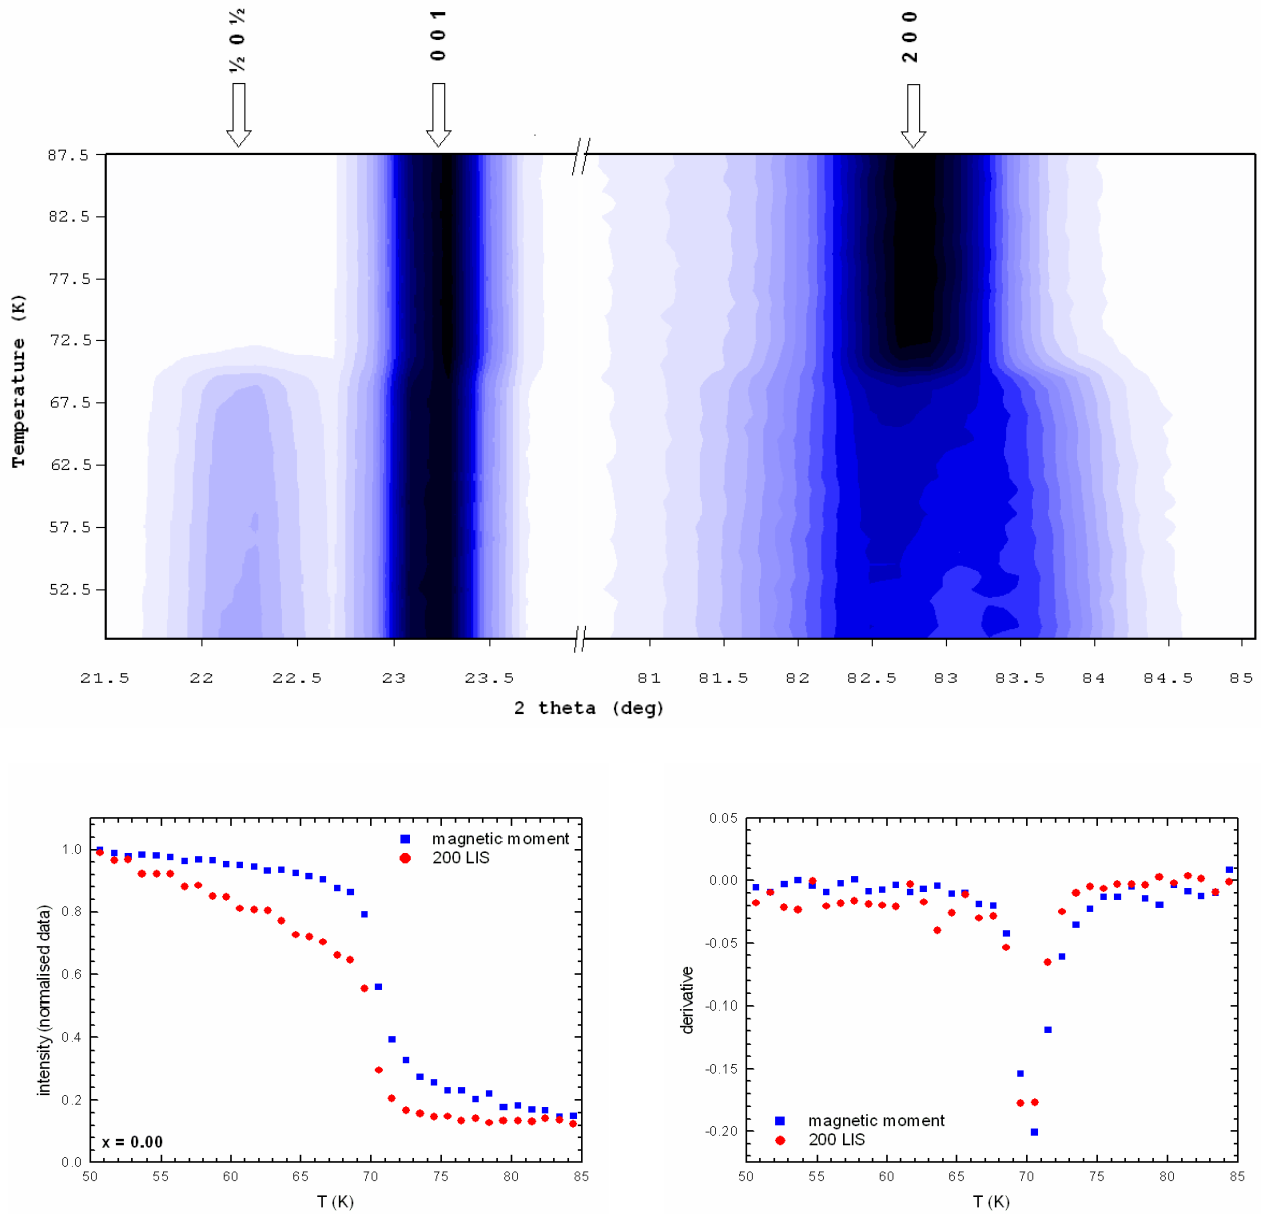 ½ 0 ½
0 0 1
2 0 0
87.5
82.5
77.5
72.5
67.5
62.5
57.5
52.5
Temperature (K)
21.5 22 22.5 23 23.5 81 81.5 82 82.5 83 83.5 84 84.5 85
2 theta (deg)
magnetic moment
200 LIS
1.0
0.8
0.6
0.4
0.2
0.0
intensity (normalised data)
x = 0.00
50 55 60 65 70 75 80 85
T (K)
0.05
0.00
-0.05
-0.10
-0.15
-0.20
derivative
magnetic moment
200 LIS
50 55 60 65 70 75 80 85
T (K)